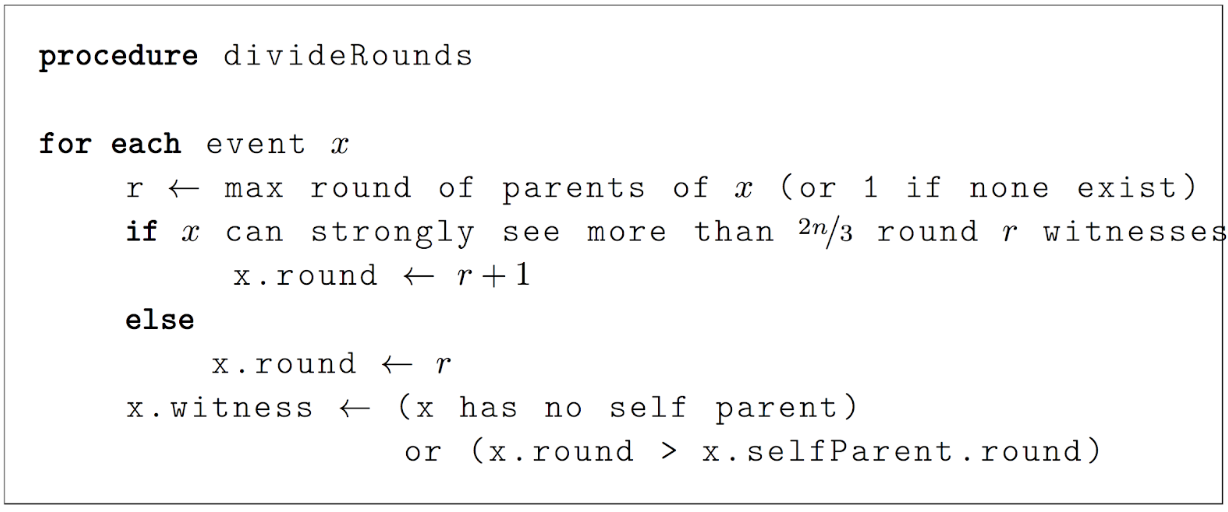 procedure divideRounds
for each event x
r ← max round of parents of x (or 1 if none exist)
if x can strongly see more than 2n/3 round r witnesses
x.round ← r + 1
else
x.round ← r
x.witness ← (x has no self parent)
or (x.round > x.selfParent.round)